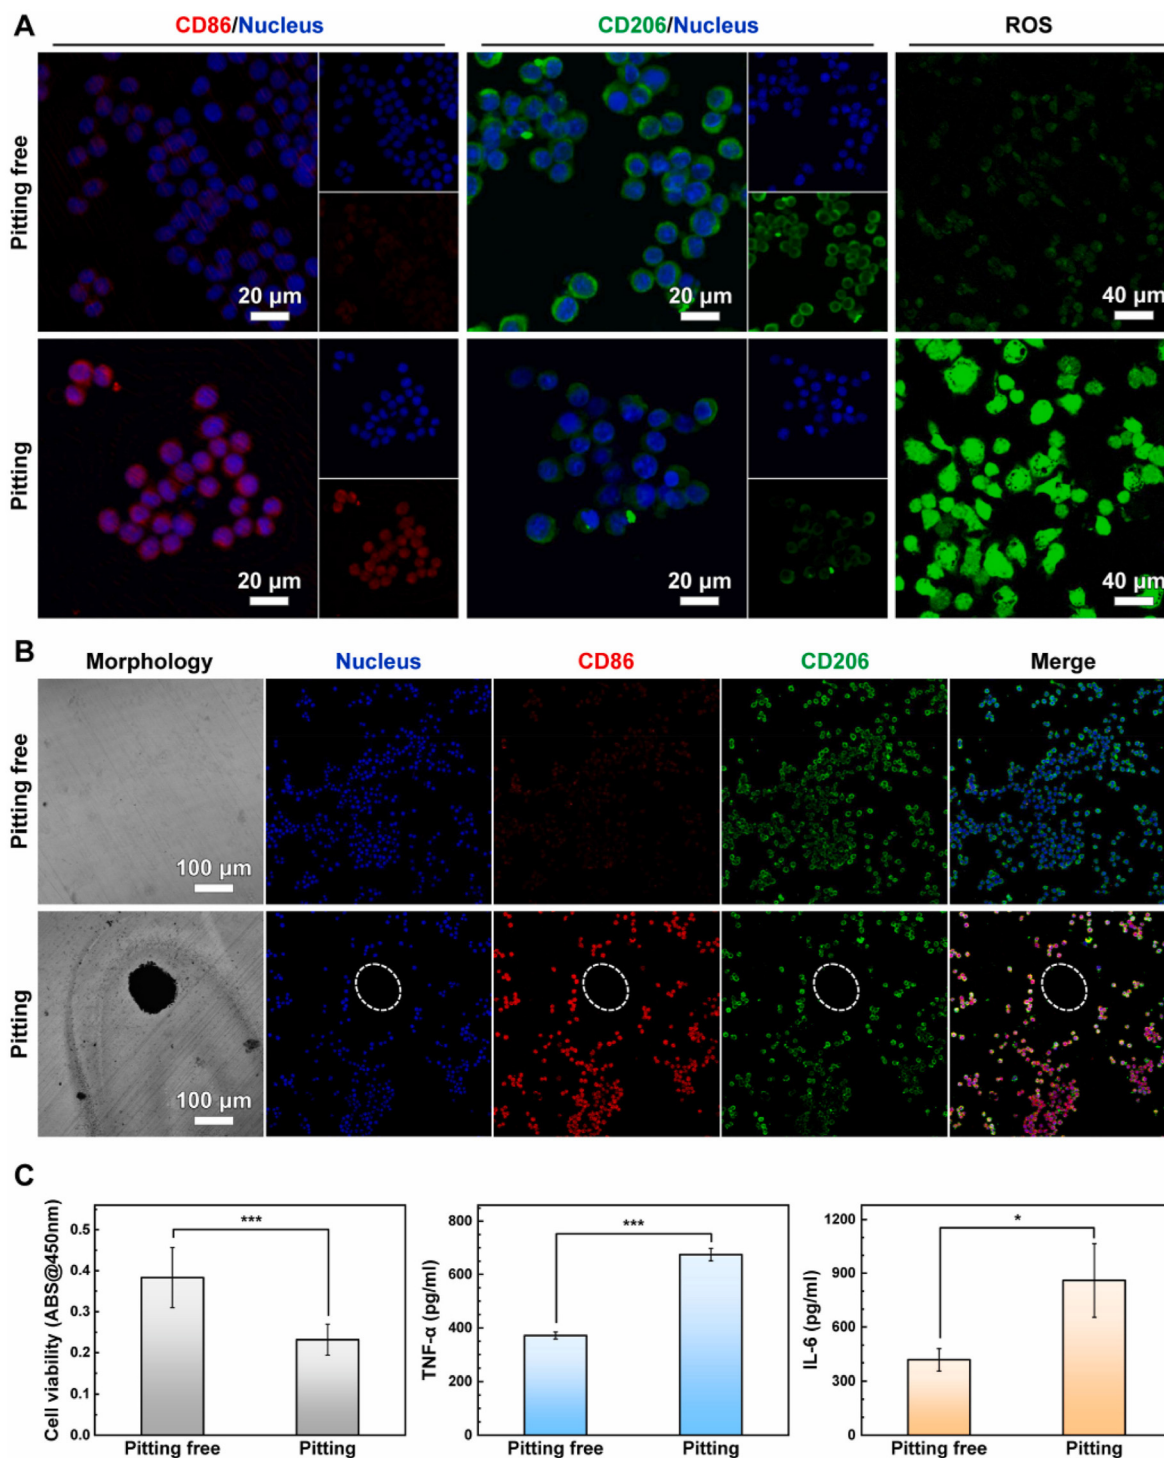 A
CD86/Nucleus
CD206/Nucleus
ROS
Pitting free
20 µm
20 µm
40 µm
Pitting
20 µm
20 µm
40 µm
B
Morphology
Nucleus
CD86
CD206
Merge
Pitting free
100 µm
Pitting
100 µm
C
Cell viability (ABS@450nm)
0.5
0.4
0.3
0.2
0.1
0.0
***
Pitting free
Pitting
TNF-α (pg/ml)
800
600
400
200
0
***
Pitting free
Pitting
IL-6 (pg/ml)
1200
900
600
300
0
*
Pitting free
Pitting